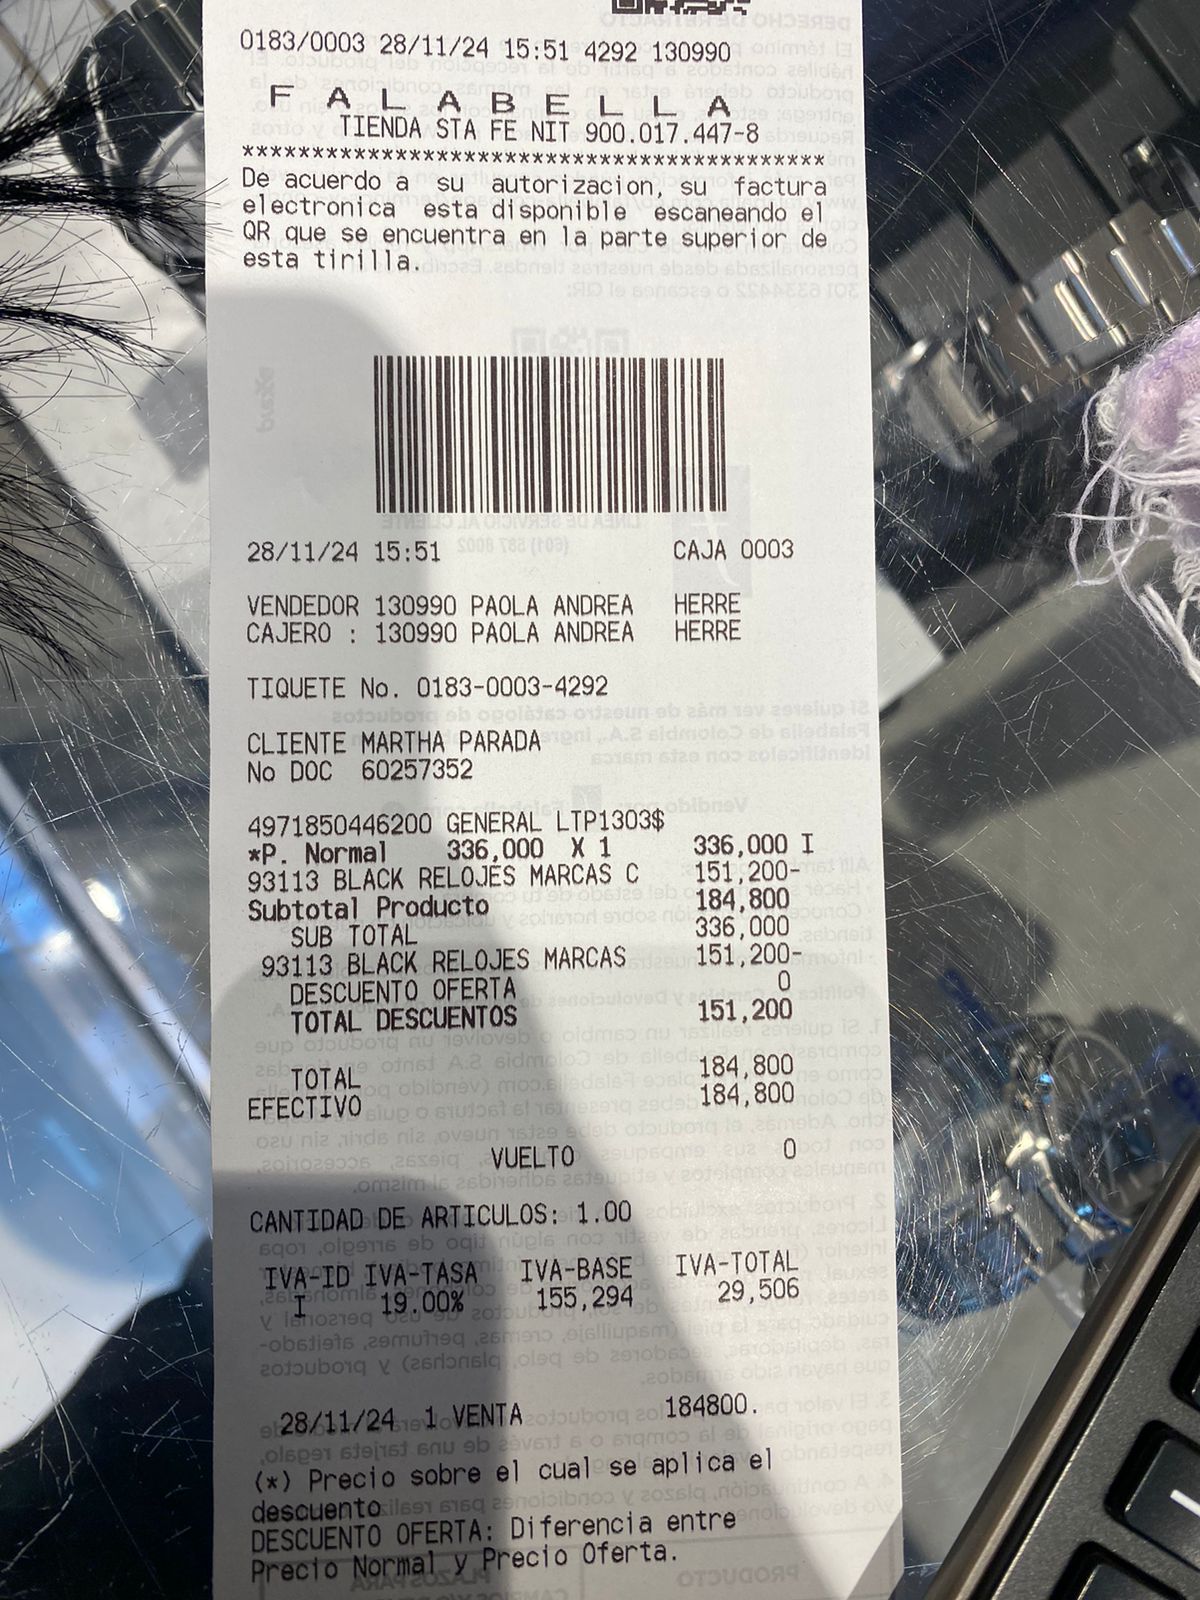 0183/0003 28/11/24 15:51 4292 130990
F A L A B E L L A
TIENDA STA FE NIT 900.017.447-8
******************************************
De acuerdo a su autorizacion, su factura
electronica esta disponible escaneando el
QR que se encuentra en la parte superior de
esta tirilla.
28/11/24 15:51 CAJA 0003
VENDEDOR 130990 PAOLA ANDREA HERRE
CAJERO : 130990 PAOLA ANDREA HERRE
TIQUETE No. 0183-0003-4292
CLIENTE MARTHA PARADA
No DOC 60257352
4971850446200 GENERAL LTP1303$
*P. Normal 336,000 X 1 336,000 I
93113 BLACK RELOJES MARCAS C 151,200-
Subtotal Producto 184,800
SUB TOTAL 336,000
93113 BLACK RELOJES MARCAS 151,200-
DESCUENTO OFERTA 0
TOTAL DESCUENTOS 151,200
TOTAL 184,800
EFECTIVO 184,800
VUELTO 0
CANTIDAD DE ARTICULOS: 1.00
IVA-ID IVA-TASA IVA-BASE IVA-TOTAL
I 19.00% 155,294 29,506
28/11/24 1 VENTA 184800.
(*) Precio sobre el cual se aplica el
descuento
DESCUENTO OFERTA: Diferencia entre
Precio Normal y Precio Oferta.